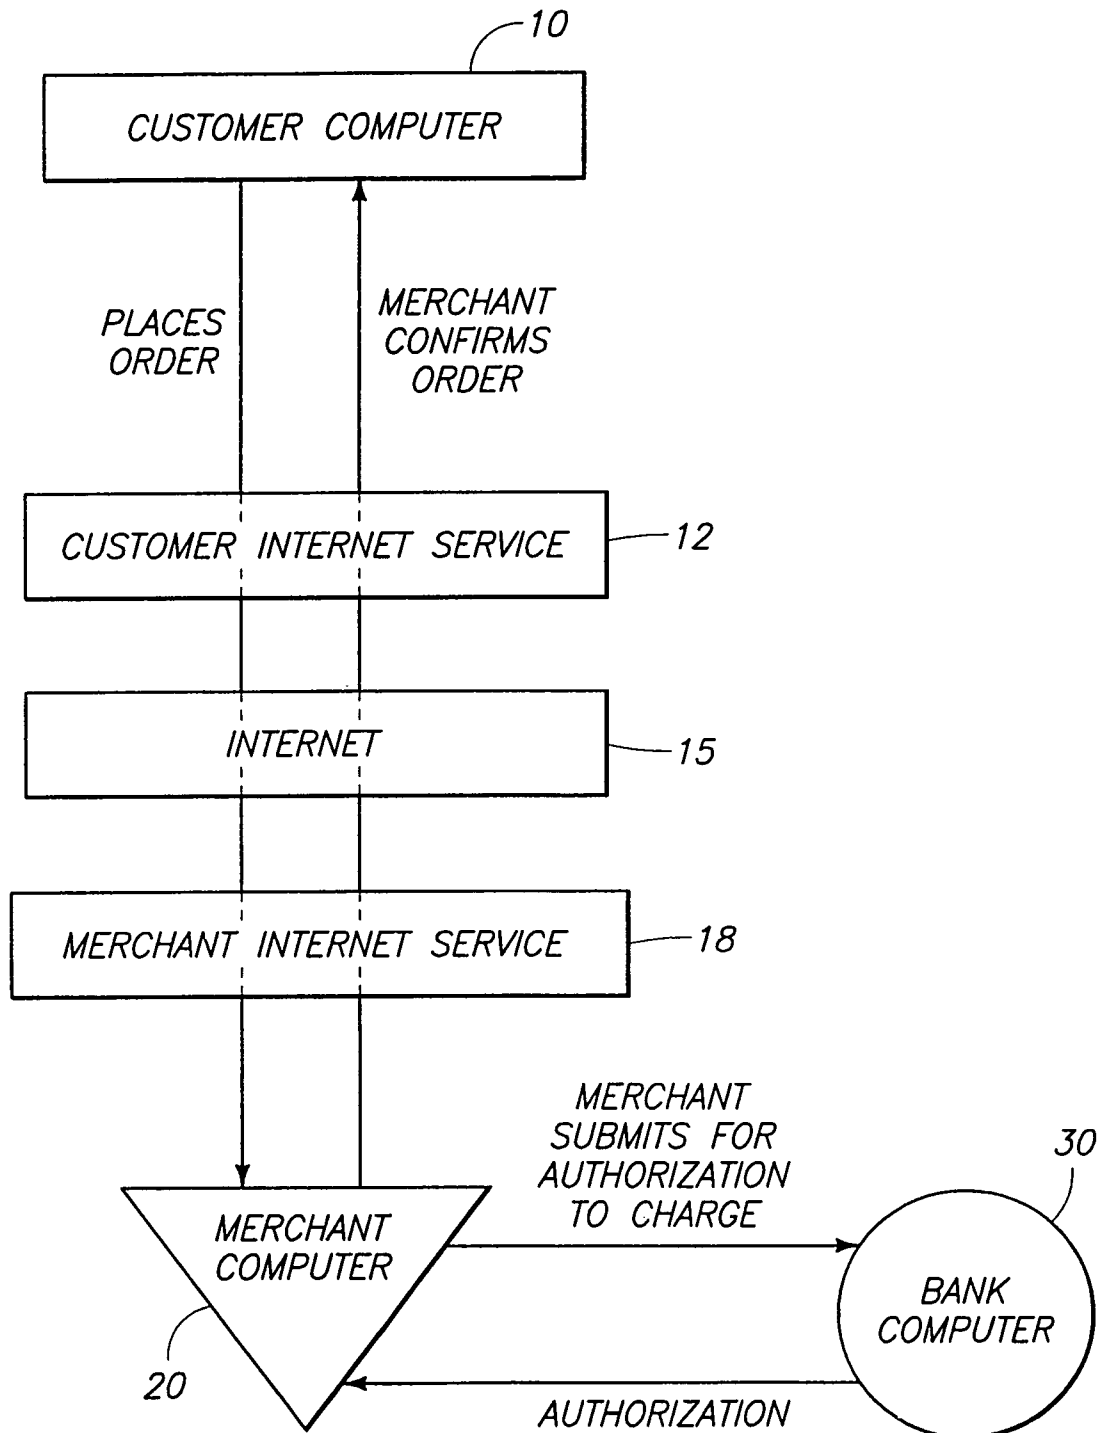 10
CUSTOMER COMPUTER
PLACES
ORDER
MERCHANT
CONFIRMS
ORDER
CUSTOMER INTERNET SERVICE
12
INTERNET
15
MERCHANT INTERNET SERVICE
18
MERCHANT
SUBMITS FOR
AUTHORIZATION
TO CHARGE
30
MERCHANT
COMPUTER
BANK
COMPUTER
20
AUTHORIZATION